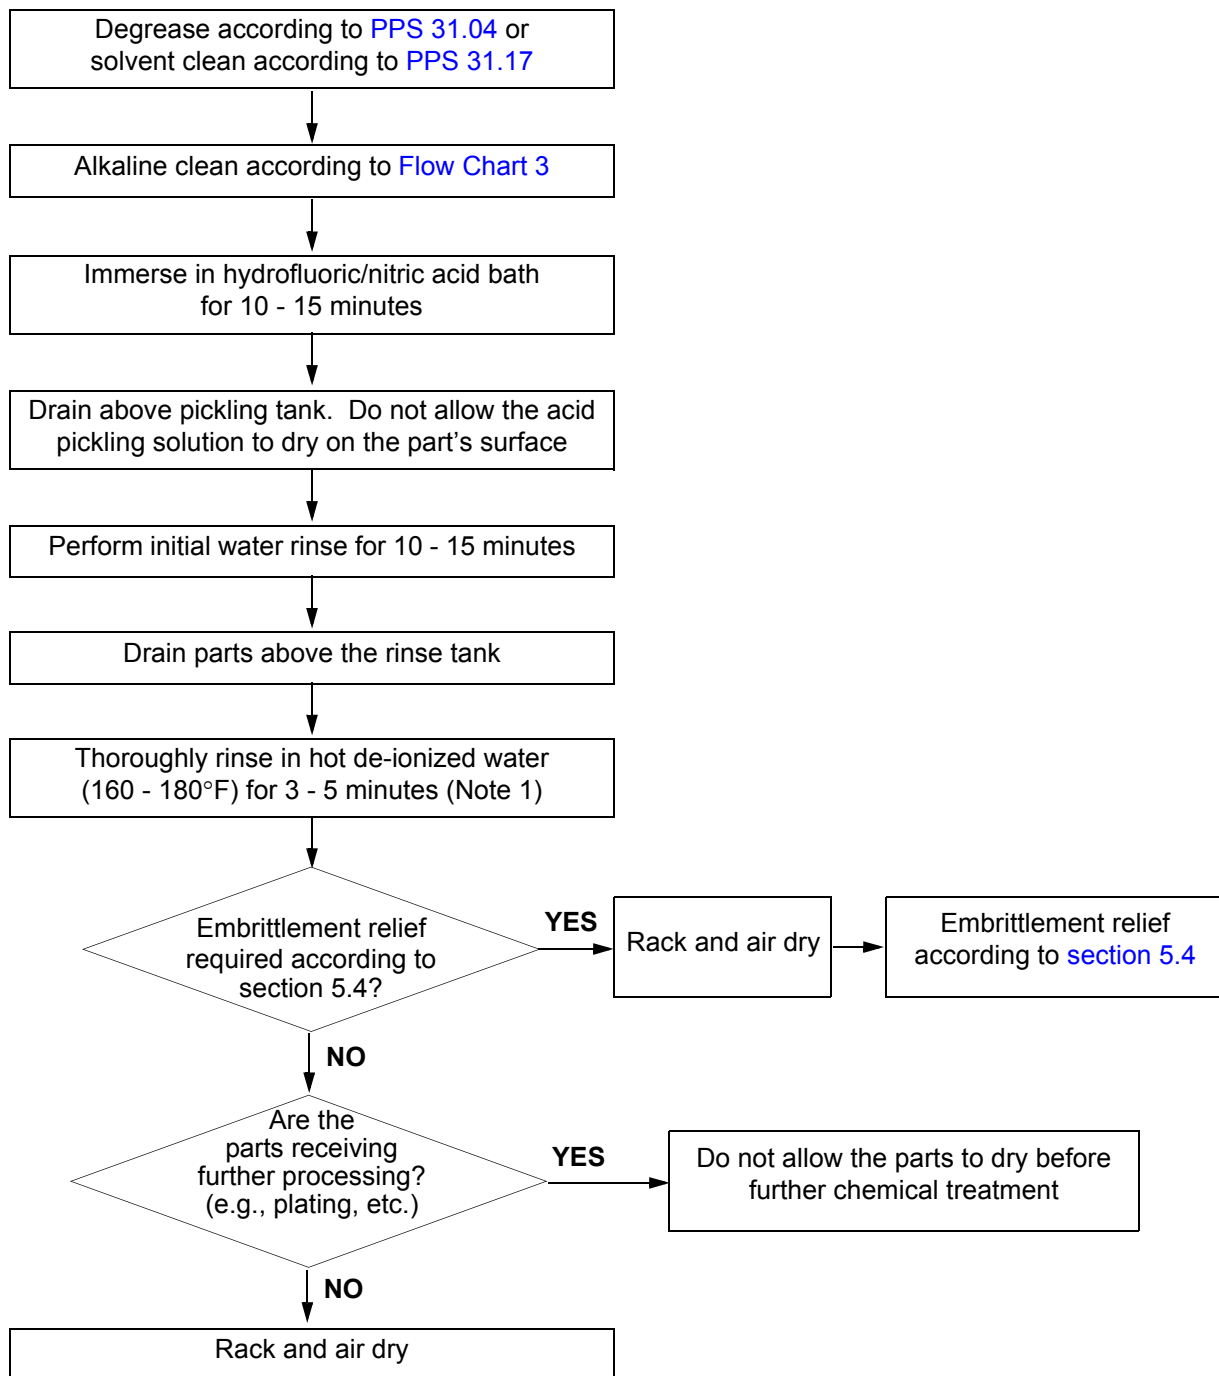 Degrease according to PPS 31.04 or
solvent clean according to PPS 31.17
Alkaline clean according to Flow Chart 3
Immerse in hydrofluoric/nitric acid bath
for 10 - 15 minutes
Drain above pickling tank.  Do not allow the acid
pickling solution to dry on the part's surface
Perform initial water rinse for 10 - 15 minutes
Drain parts above the rinse tank
Thoroughly rinse in hot de-ionized water
(160 - 180°F) for 3 - 5 minutes (Note 1)
Embrittlement relief
required according to
section 5.4?
YES
Rack and air dry
Embrittlement relief
according to section 5.4
NO
Are the
parts receiving
further processing?
(e.g., plating, etc.)
YES
Do not allow the parts to dry before
further chemical treatment
NO
Rack and air dry